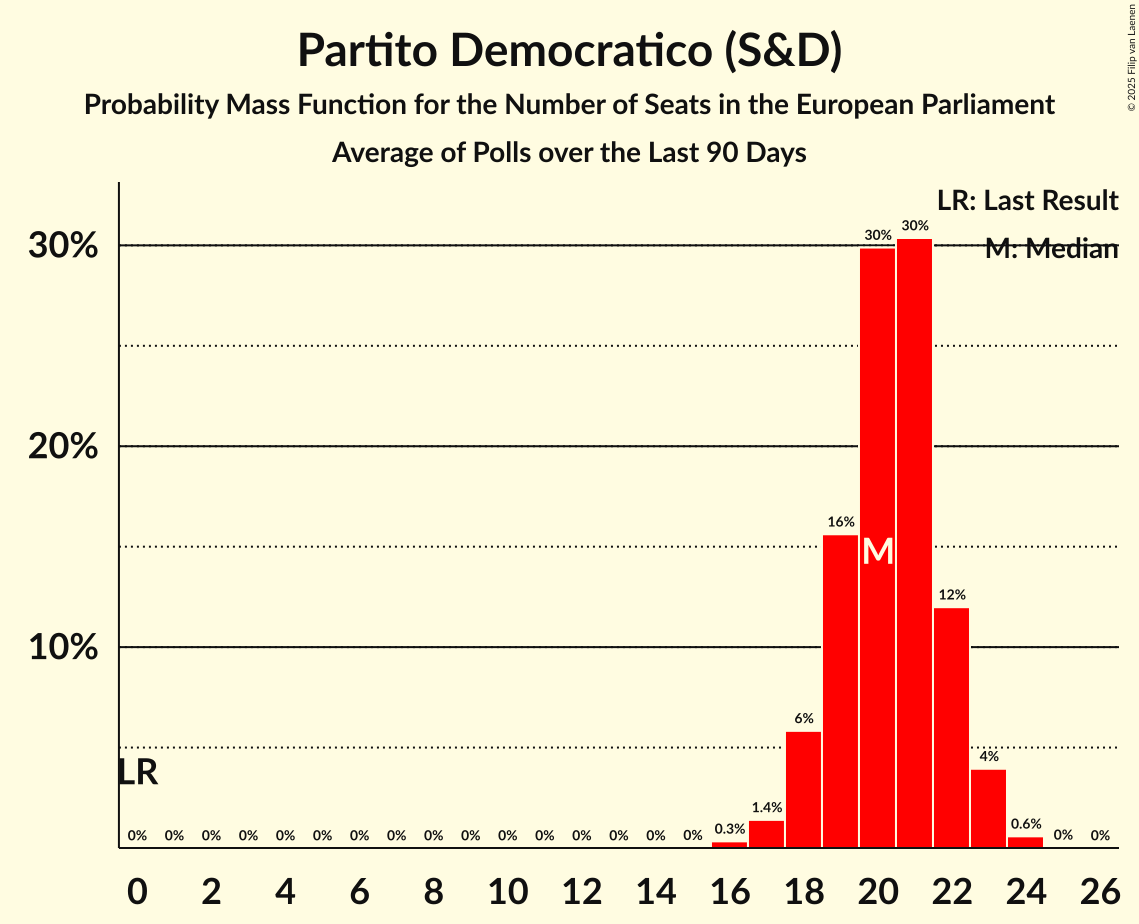 Partito Democratico (S&D)
Probability Mass Function for the Number of Seats in the European Parliament
Average of Polls over the Last 90 Days
© 2025 Filip van Laenen
LR: Last Result
M: Median
30%
20%
10%
30% 30%
16%
M
12%
6%
4%
LR
1.4%
0% 0% 0% 0% 0% 0% 0% 0% 0% 0% 0% 0% 0% 0% 0% 0% 0.3% 0.6% 0% 0%
0 2 4 6 8 10 12 14 16 18 20 22 24 26